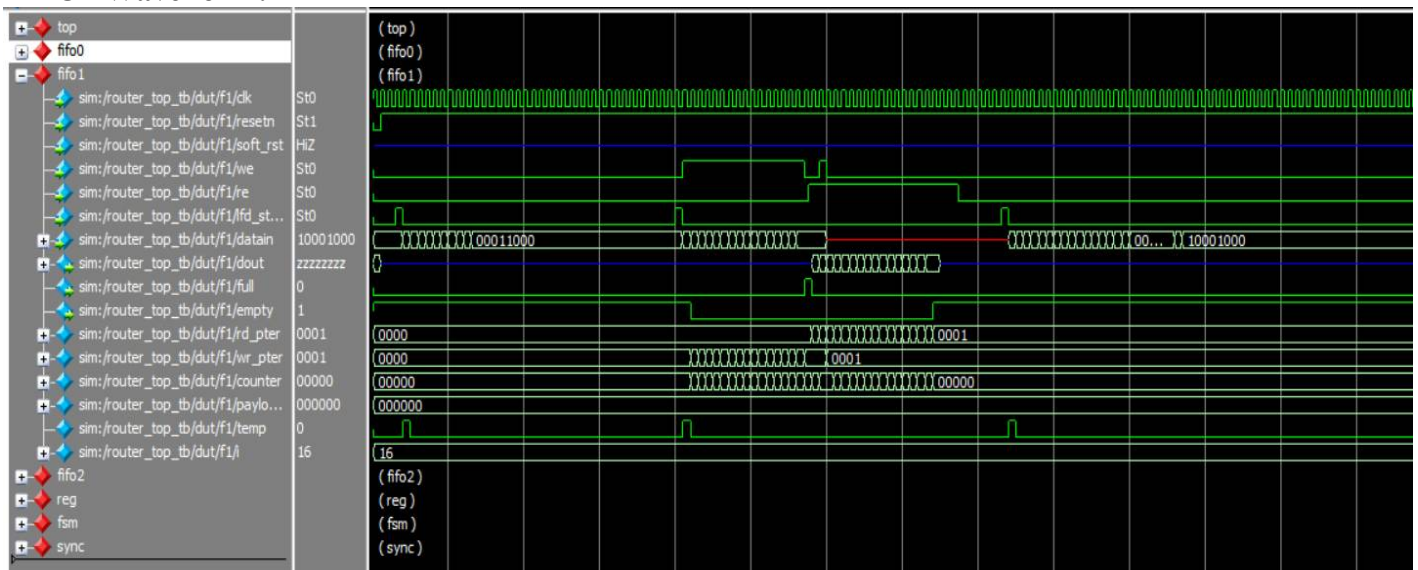 top (top)
fifo0 (fifo0)
fifo1 (fifo1)
sim:/router_top_tb/dut/f1/clk St0
sim:/router_top_tb/dut/f1/resetn St1
sim:/router_top_tb/dut/f1/soft_rst HiZ
sim:/router_top_tb/dut/f1/we St0
sim:/router_top_tb/dut/f1/re St0
sim:/router_top_tb/dut/f1/lfd_st... St0
sim:/router_top_tb/dut/f1/datain 10001000 00011000 00... 10001000
sim:/router_top_tb/dut/f1/dout zzzzzzzz
sim:/router_top_tb/dut/f1/full 0
sim:/router_top_tb/dut/f1/empty 1
sim:/router_top_tb/dut/f1/rd_pter 0001 0000 0001
sim:/router_top_tb/dut/f1/wr_pter 0001 0000 0001
sim:/router_top_tb/dut/f1/counter 00000 00000 00000
sim:/router_top_tb/dut/f1/paylo... 000000 000000
sim:/router_top_tb/dut/f1/temp 0
sim:/router_top_tb/dut/f1/i 16 16
fifo2 (fifo2)
reg (reg)
fsm (fsm)
sync (sync)